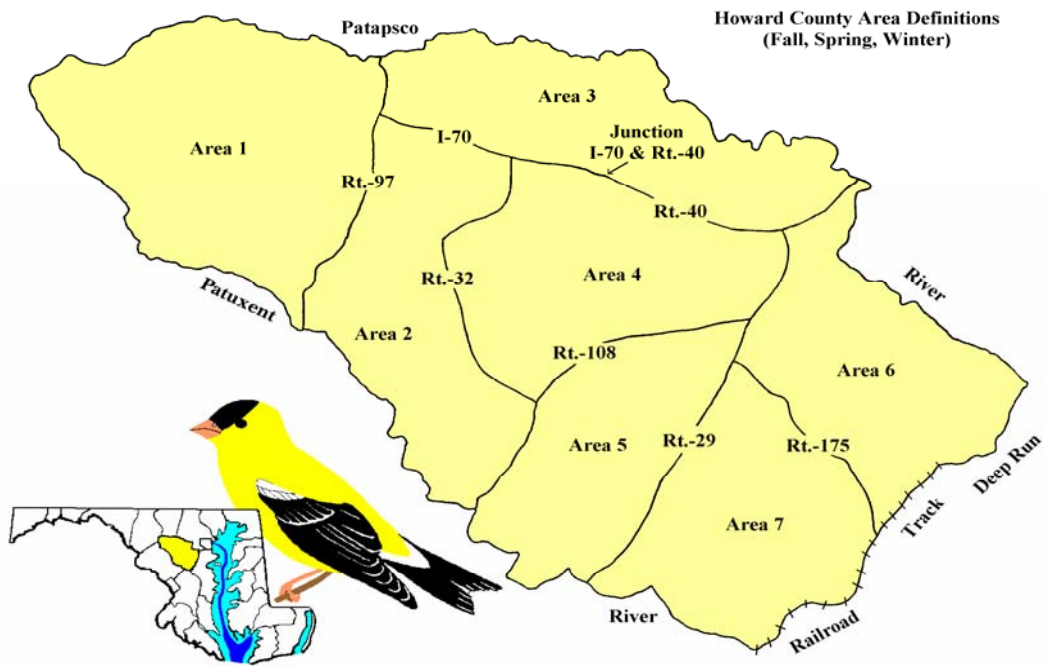 Howard County Area Definitions
(Fall, Spring, Winter)
Patapsco
Area 3
I-70
Junction
I-70 & Rt.-40
Area 1
Rt.-97
Rt.-40
Rt.-32
Area 4
River
Patuxent
Area 2
Rt.-108
Area 6
Area 5
Rt.-29
Rt.-175
Deep Run
Track
Area 7
River
Railroad